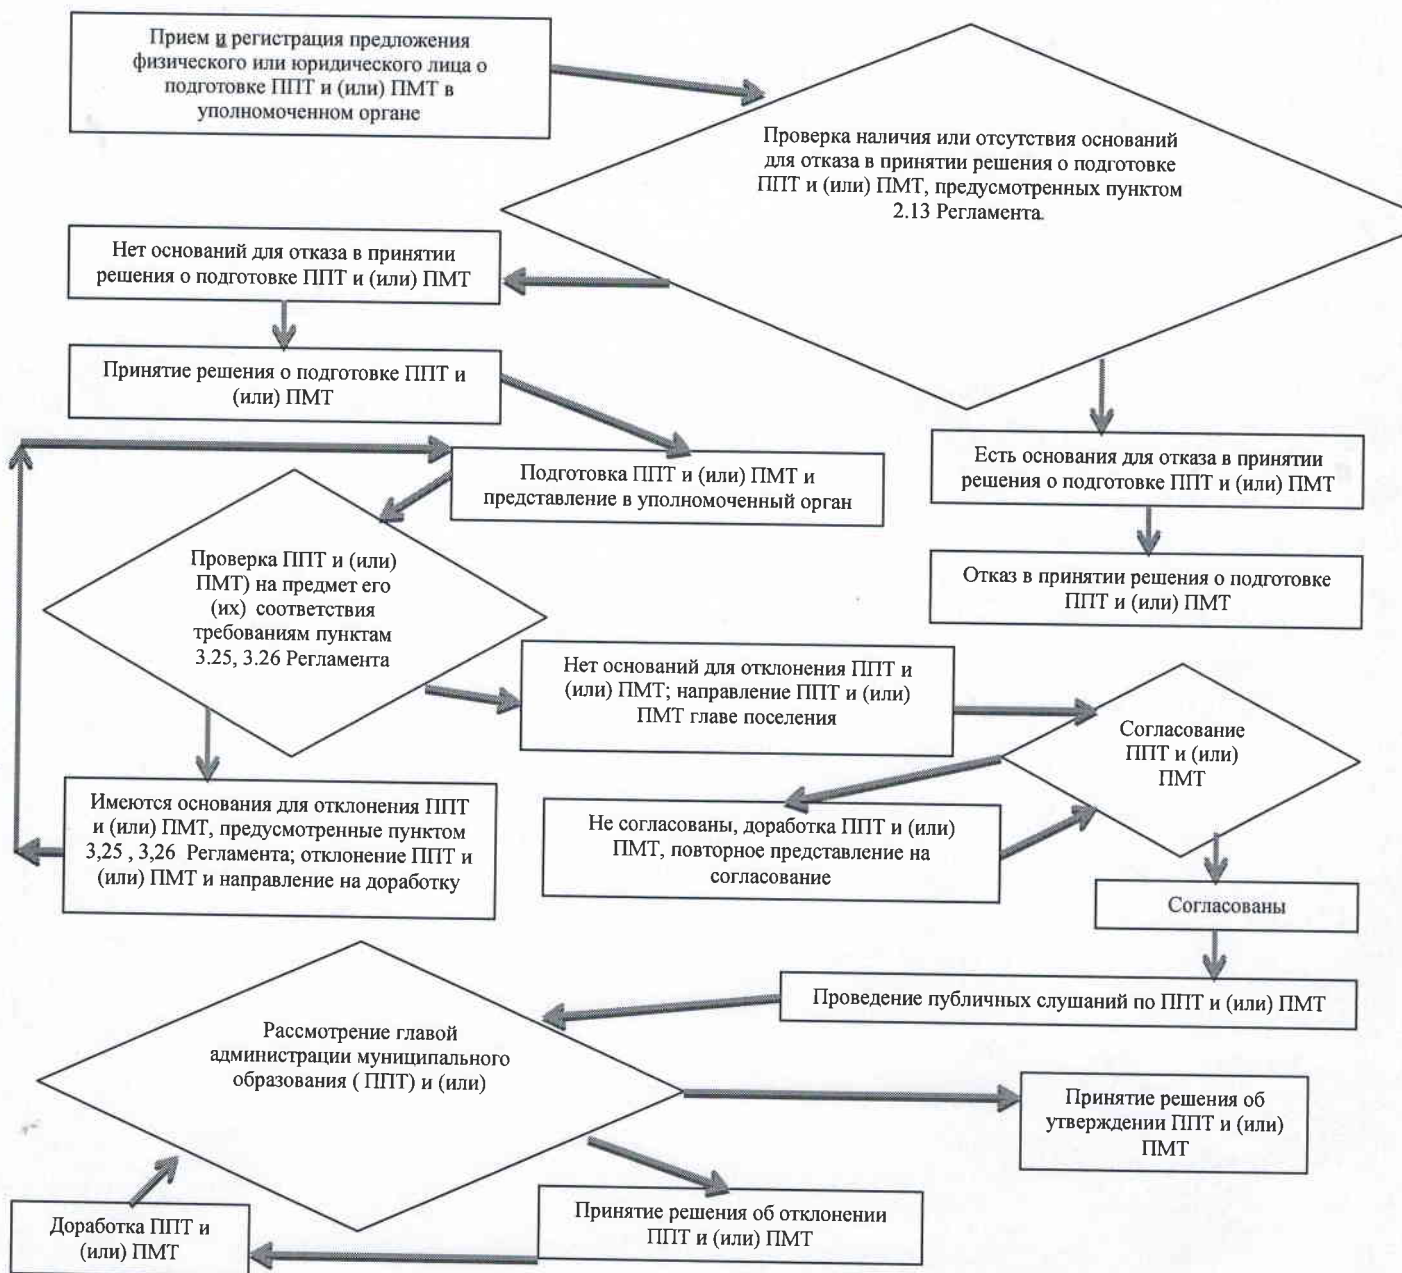 Прием и регистрация предложения
физического или юридического лица о
подготовке ППТ и (или) ПМТ в
уполномоченном органе
Проверка наличия или отсутствия оснований
для отказа в принятии решения о подготовке
ППТ и (или) ПМТ, предусмотренных пунктом
2.13 Регламента.
Нет оснований для отказа в принятии
решения о подготовке ППТ и (или) ПМТ
Принятие решения о подготовке ППТ и
(или) ПМТ
Подготовка ППТ и (или) ПМТ и
представление в уполномоченный орган
Есть основания для отказа в принятии
решения о подготовке ППТ и (или) ПМТ
Отказ в принятии решения о подготовке
ППТ и (или) ПМТ
Проверка ППТ и (или)
ПМТ) на предмет его
(их) соответствия
требованиям пунктам
3.25, 3.26 Регламента
Нет оснований для отклонения ППТ и
(или) ПМТ; направление ППТ и (или)
ПМТ главе поселения
Согласование
ППТ и (или)
ПМТ
Имеются основания для отклонения ППТ
и (или) ПМТ, предусмотренные пунктом
3,25 , 3,26 Регламента; отклонение ППТ и
(или) ПМТ и направление на доработку
Не согласованы, доработка ППТ и (или)
ПМТ, повторное представление на
согласование
Согласованы
Проведение публичных слушаний по ППТ и (или) ПМТ
Рассмотрение главой
администрации муниципального
образования ( ППТ) и (или)
Принятие решения об
утверждении ППТ и (или)
ПМТ
Принятие решения об отклонении
ППТ и (или) ПМТ
Доработка ППТ и
(или) ПМТ